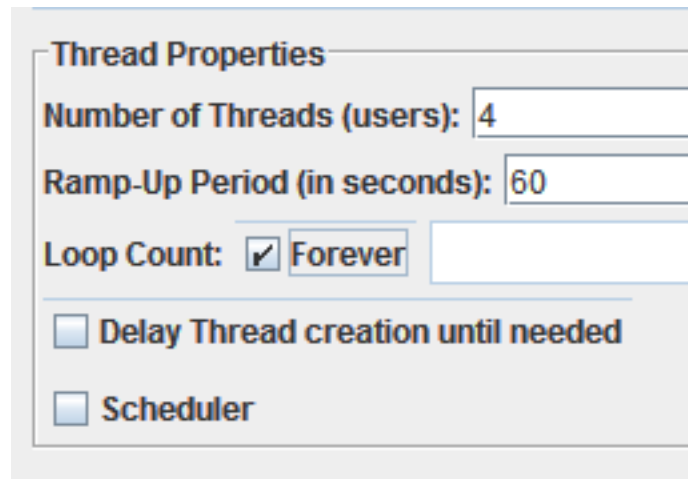 Thread Properties
Number of Threads (users): 4
Ramp-Up Period (in seconds): 60
Loop Count: Forever
Delay Thread creation until needed
Scheduler